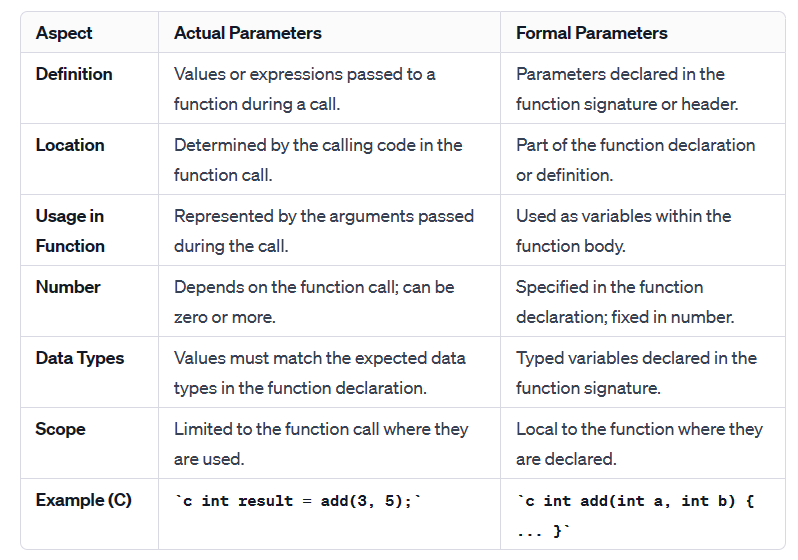 Aspect Actual Parameters Formal Parameters
Definition Values or expressions passed to a Parameters declared in the
function during a call. function signature or header.
Location Determined by the calling code in the Part of the function declaration
function call. or definition.
Usage in Represented by the arguments passed Used as variables within the
Function during the call. function body.
Number Depends on the function call; can be Specified in the function
zero or more. declaration; fixed in number.
Data Types Values must match the expected data Typed variables declared in the
types in the function declaration. function signature.
Scope Limited to the function call where they Local to the function where they
are used. are declared.
Example (C) `c int result = add(3, 5);` `c int add(int a, int b) {
... }`